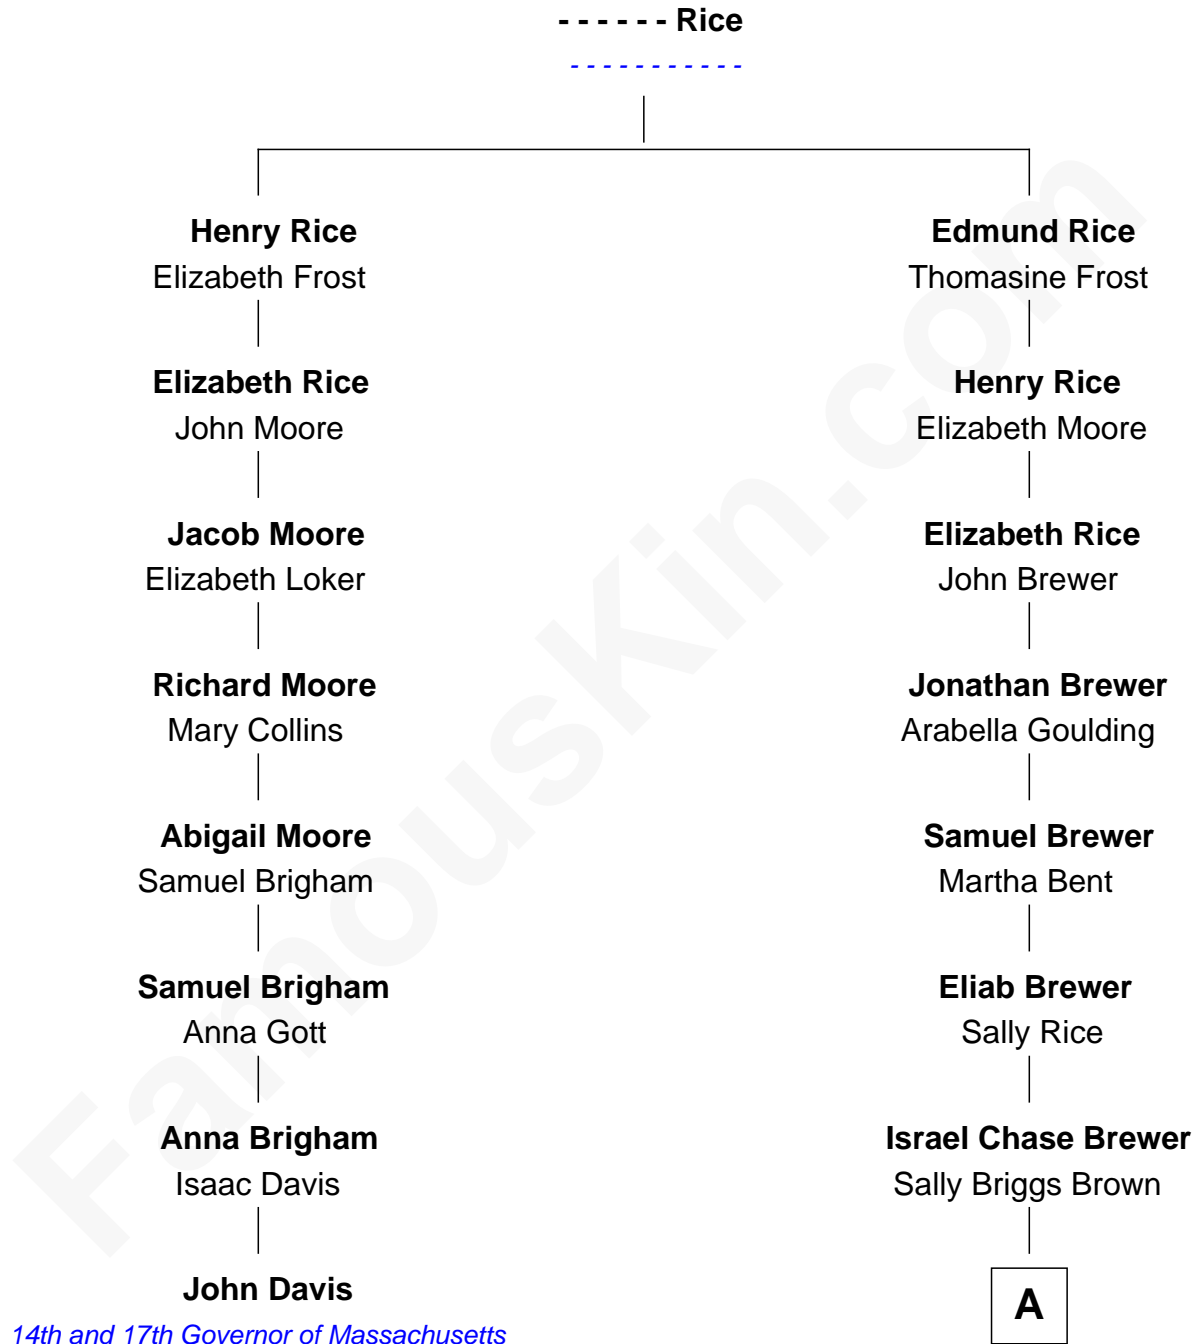 - - - - - - Rice
- - - - - - - - - - -
Henry Rice
Elizabeth Frost
Edmund Rice
Thomasine Frost
Elizabeth Rice
John Moore
Henry Rice
Elizabeth Moore
Jacob Moore
Elizabeth Loker
Elizabeth Rice
John Brewer
Richard Moore
Mary Collins
Jonathan Brewer
Arabella Goulding
Abigail Moore
Samuel Brigham
Samuel Brewer
Martha Bent
Samuel Brigham
Anna Gott
Eliab Brewer
Sally Rice
Anna Brigham
Isaac Davis
Israel Chase Brewer
Sally Briggs Brown
John Davis
14th and 17th Governor of Massachusetts
A
FamousKin.com